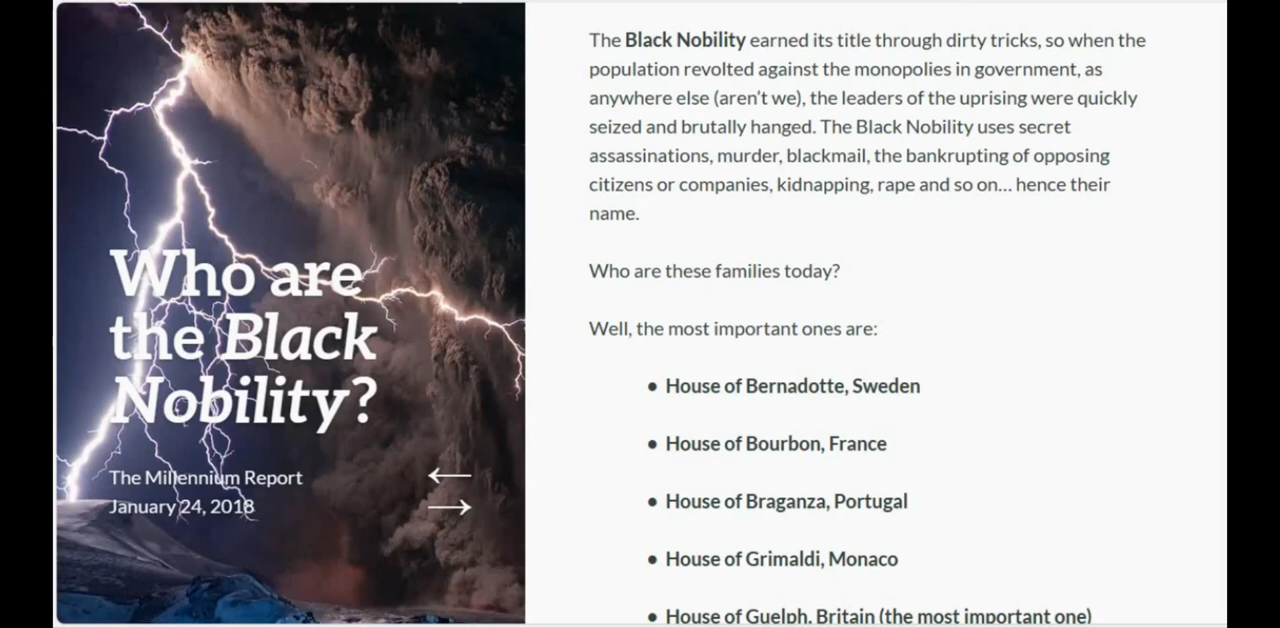 Who are
the Black
Nobility?
The Millennium Report
January 24, 2018
The Black Nobility earned its title through dirty tricks, so when the
population revolted against the monopolies in government, as
anywhere else (aren't we), the leaders of the uprising were quickly
seized and brutally hanged. The Black Nobility uses secret
assassinations, murder, blackmail, the bankrupting of opposing
citizens or companies, kidnapping, rape and so on… hence their
name.
Who are these families today?
Well, the most important ones are:
• House of Bernadotte, Sweden
• House of Bourbon, France
• House of Braganza, Portugal
• House of Grimaldi, Monaco
• House of Guelph, Britain (the most important one)